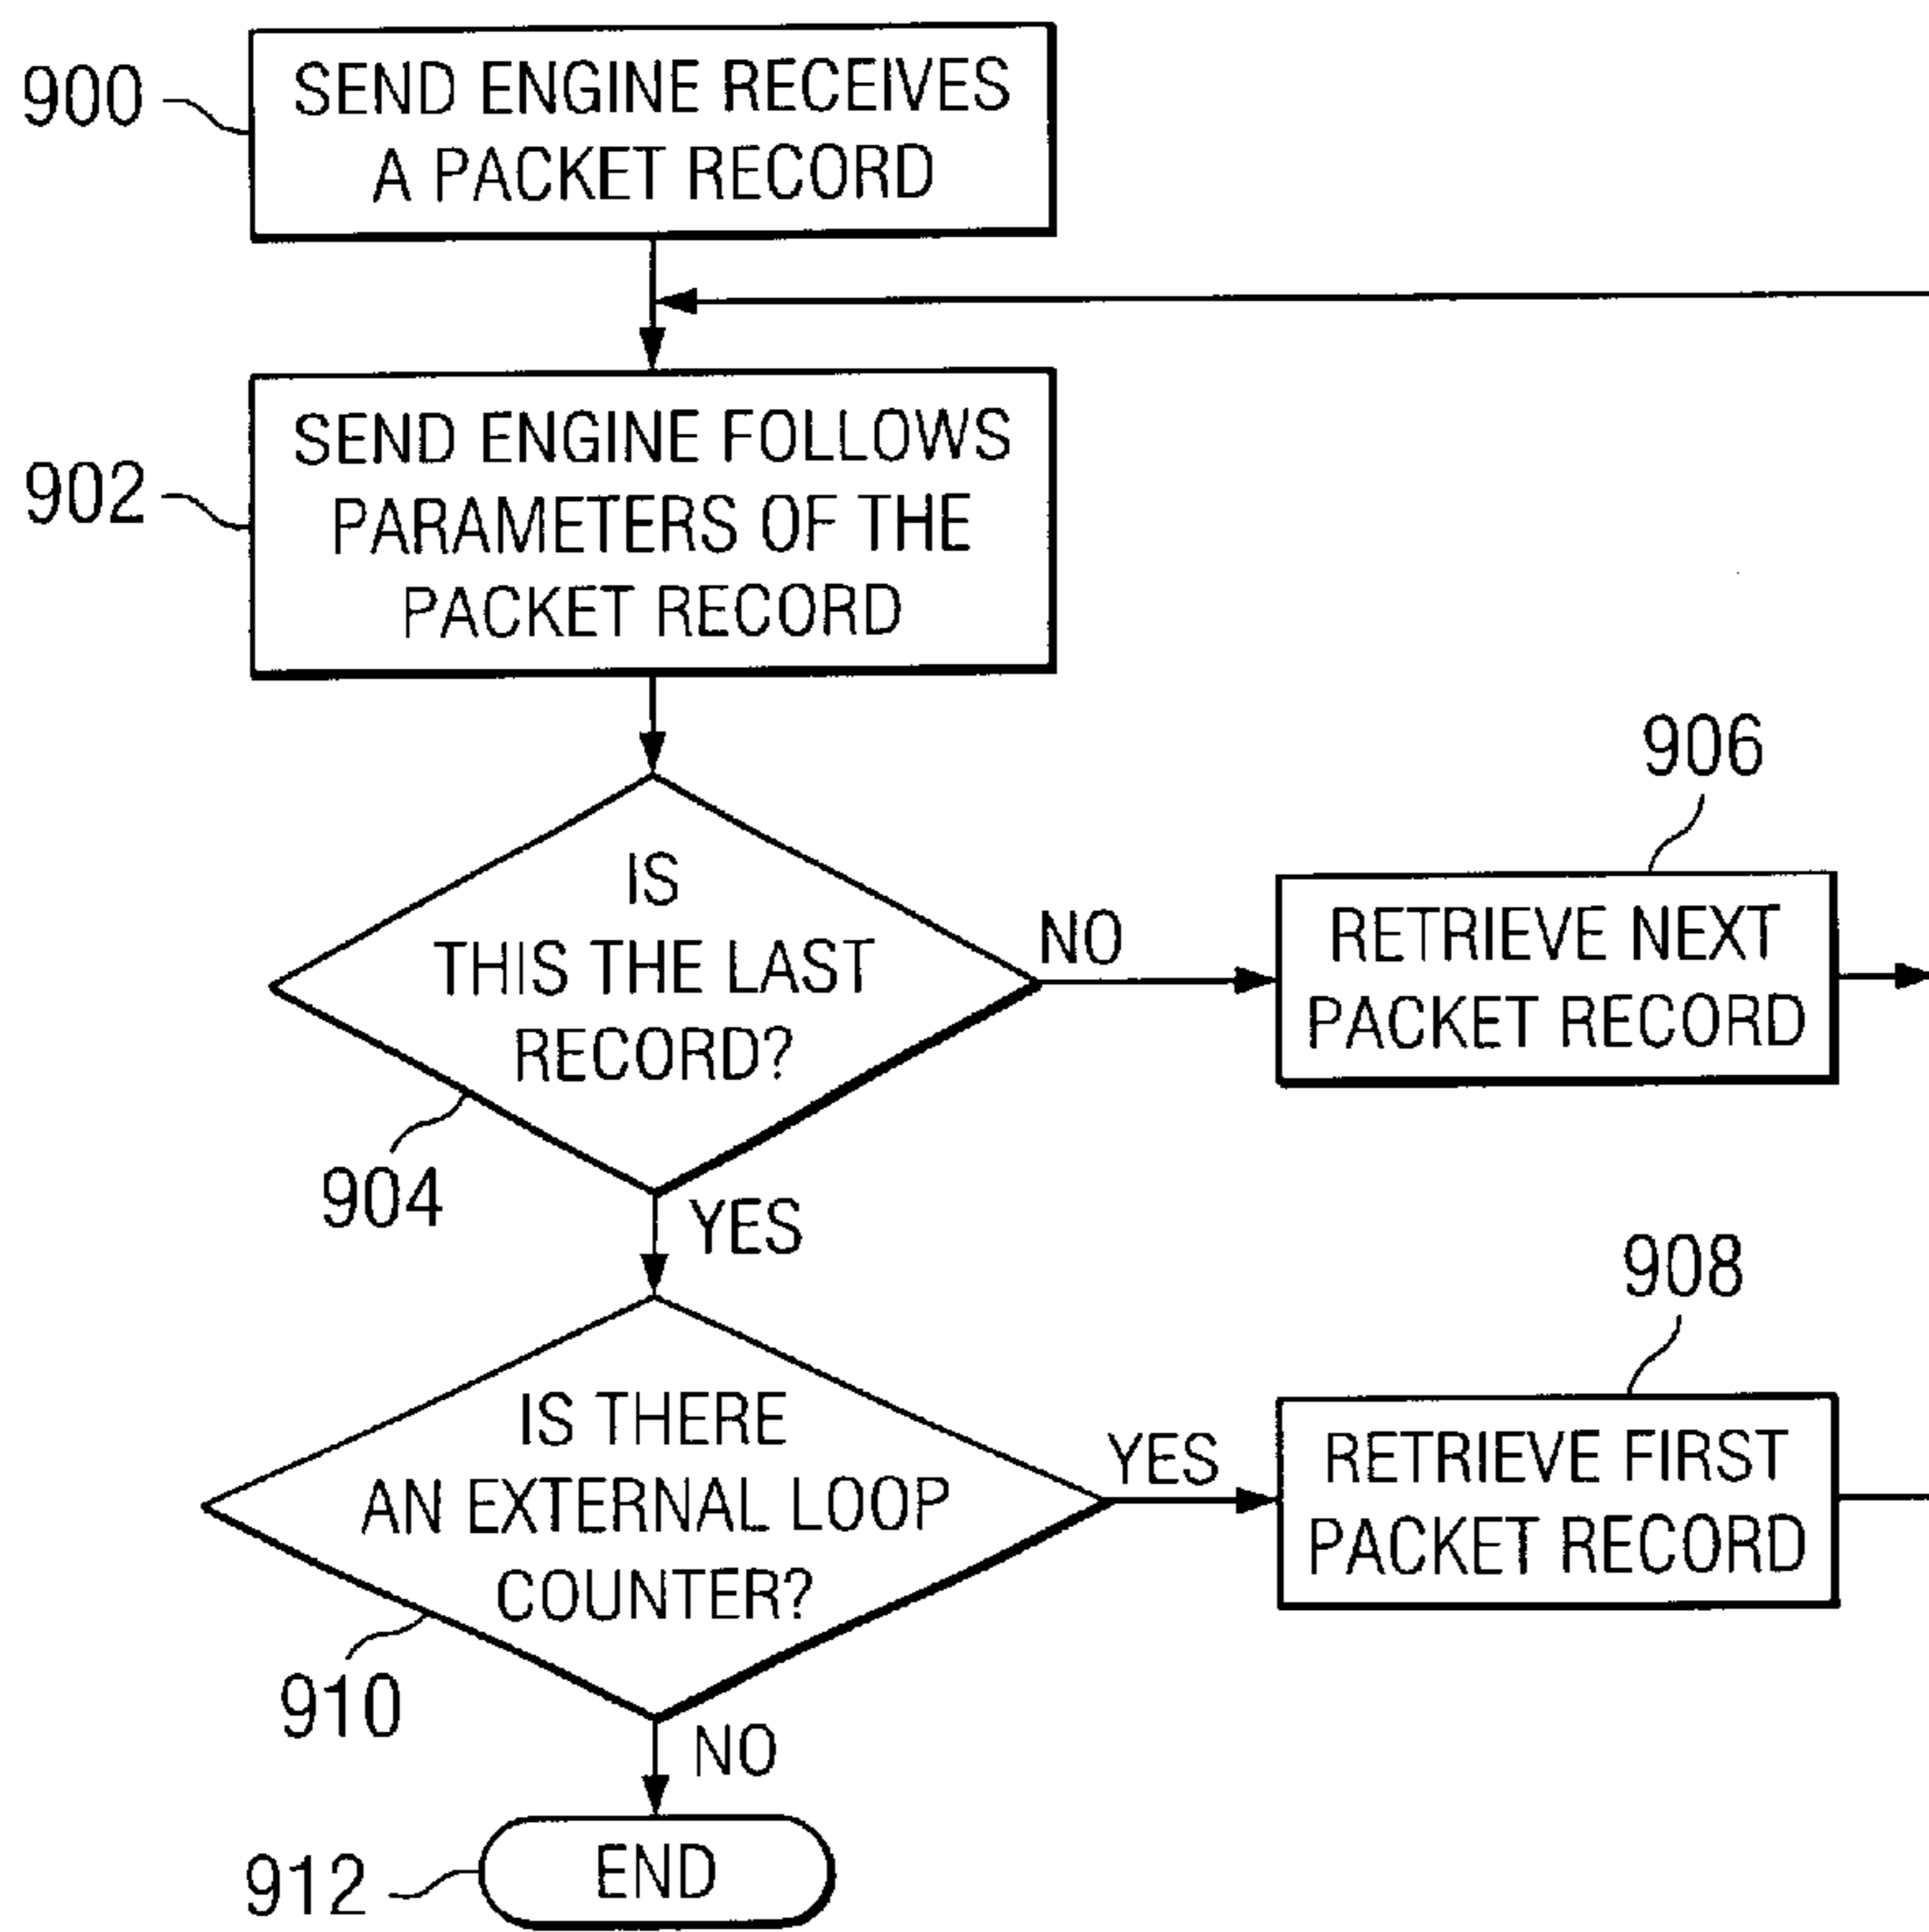 900
SEND ENGINE RECEIVES
A PACKET RECORD
902
SEND ENGINE FOLLOWS
PARAMETERS OF THE
PACKET RECORD
IS
THIS THE LAST
RECORD?
904
NO
906
RETRIEVE NEXT
PACKET RECORD
YES
IS THERE
AN EXTERNAL LOOP
COUNTER?
910
YES
908
RETRIEVE FIRST
PACKET RECORD
NO
912
END